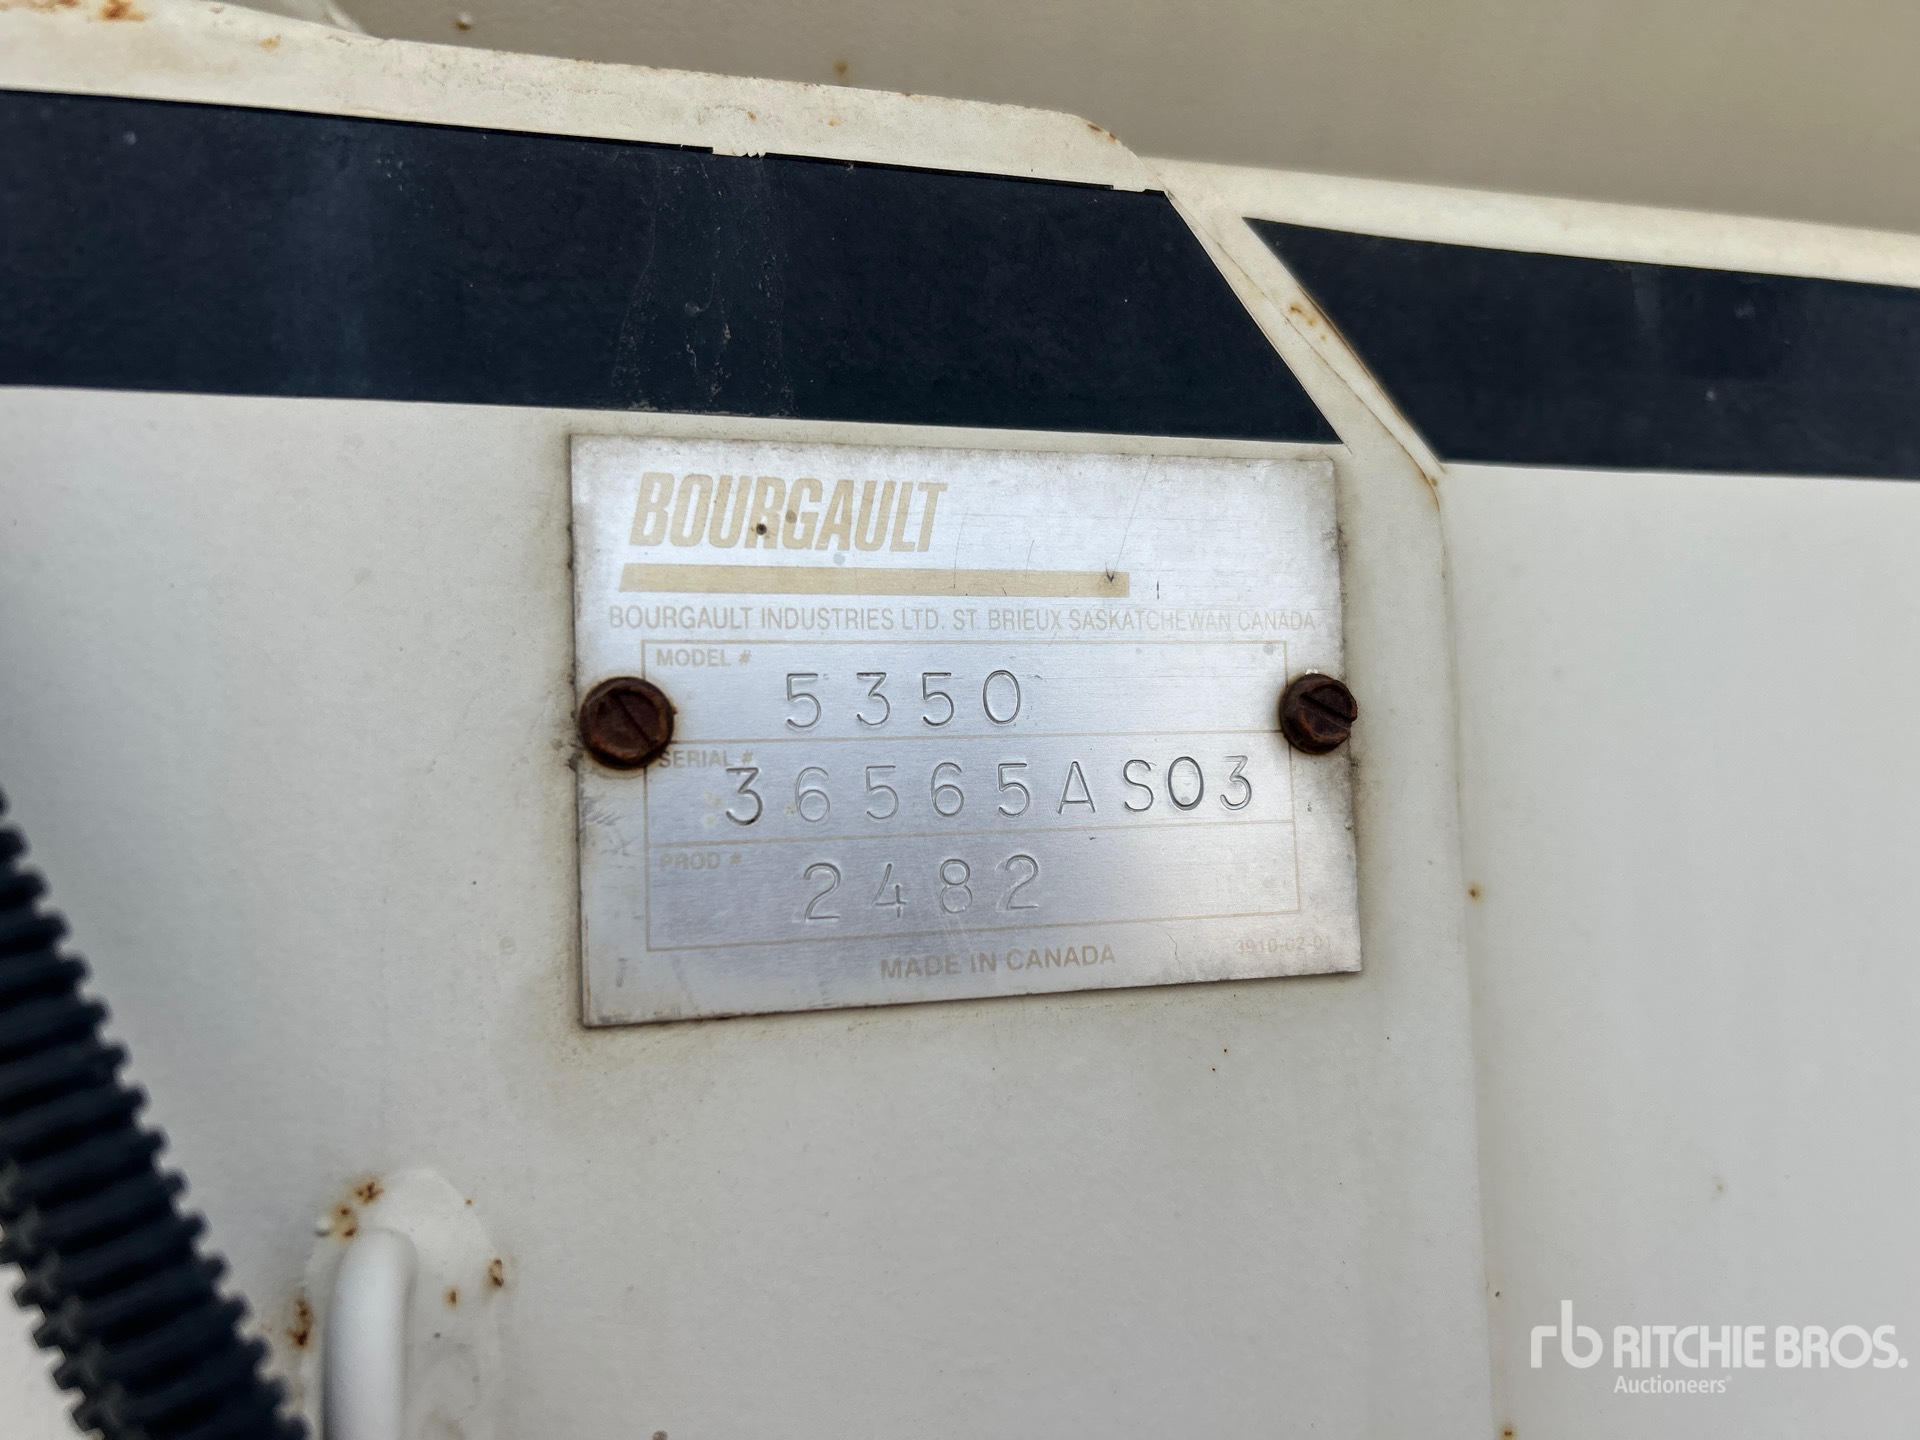 BOURGAULT
BOURGAULT INDUSTRIES LTD. ST. BRIEUX SASKATCHEWAN CANADA
MODEL #
5350
SERIAL #
36565AS03
PROD #
2482
MADE IN CANADA
3910-02-01
rb RITCHIE BROS.
Auctioneers